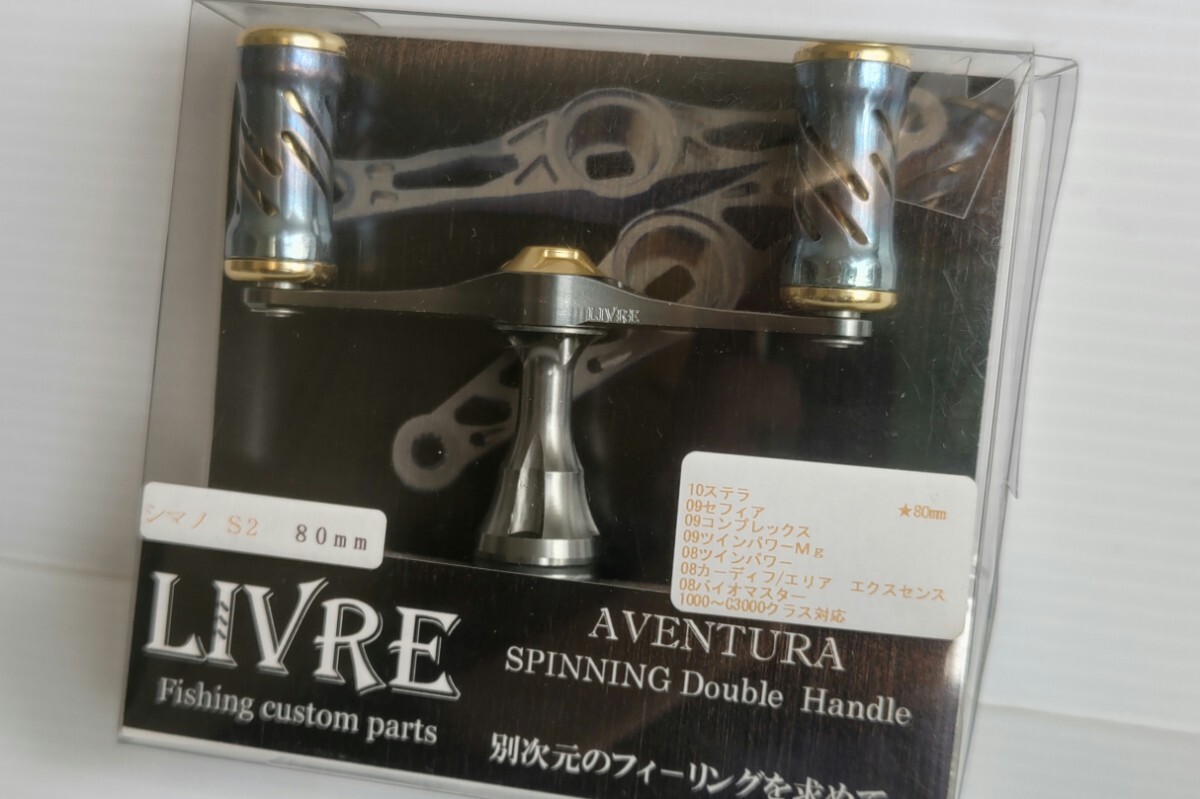 LIVRE
シマノ S2 80mm
10ステラ ★80mm
09セフィア
09コンプレックス
09ツインパワーMg
08ツインパワー
08カーディフ/エリア エクスセンス
08バイオマスター
1000〜C3000クラス対応
LIVRE
Fishing custom parts
AVENTURA
SPINNING Double Handle
別次元のフィーリングを求めて